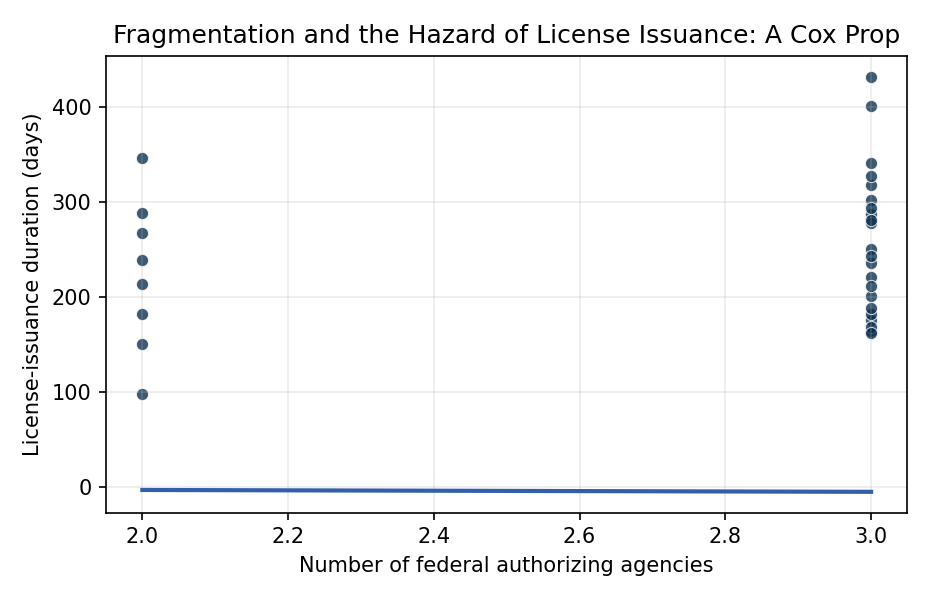 Fragmentation and the Hazard of License Issuance: A Cox Prop
License-issuance duration (days)
400
300
200
100
0
2.0 2.2 2.4 2.6 2.8 3.0
Number of federal authorizing agencies